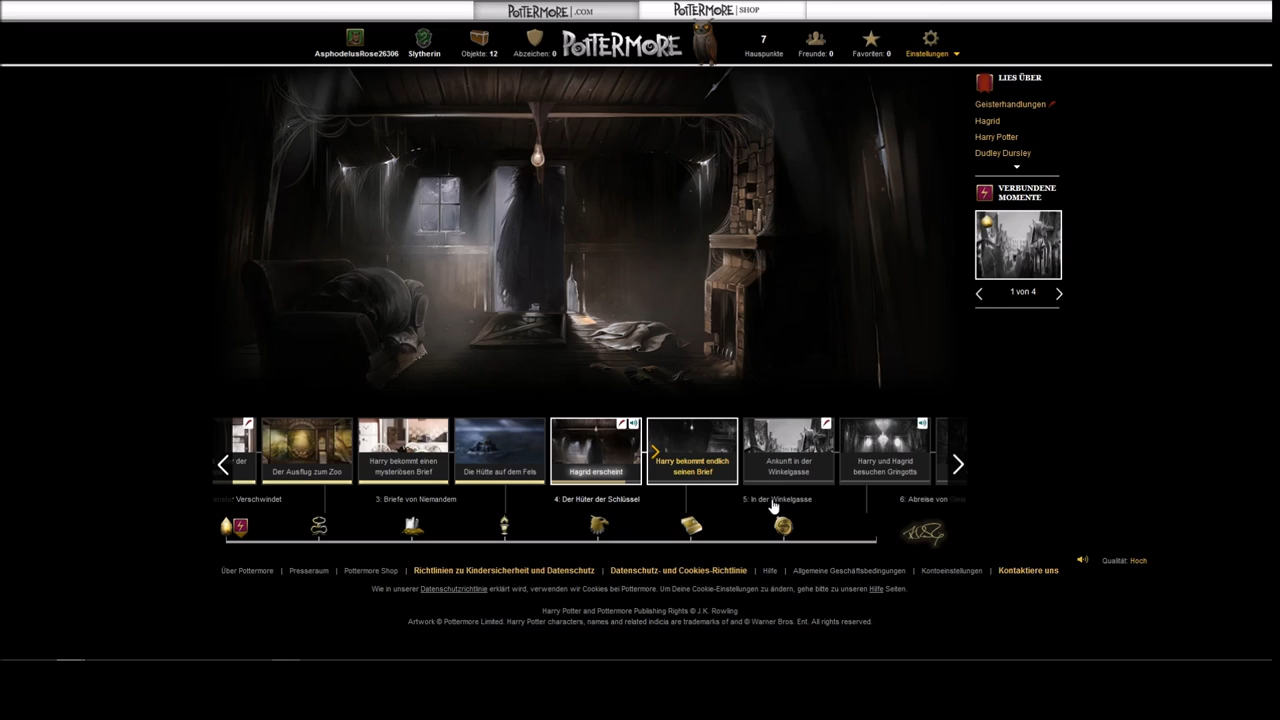 POTTERMORE .COM
POTTERMORE SHOP
AsphodelusRose26306
Slytherin
Objekte: 12
Abzeichen: 0
POTTERMORE
7
Hauspunkte
Freunde: 0
Favoriten: 0
Einstellungen
LIES ÜBER
Geisterhandlungen
Hagrid
Harry Potter
Dudley Dursley
VERBUNDENE
MOMENTE
1 von 4
der
Der Ausflug zum Zoo
Harry bekommt einen
mysteriösen Brief
Die Hütte auf dem Fels
Hagrid erscheint
Harry bekommt endlich
seinen Brief
Ankunft in der
Winkelgasse
Harry und Hagrid
besuchen Gringotts
Verschwindet
3: Briefe von Niemandem
4: Der Hüter der Schlüssel
5: In der Winkelgasse
6: Abreise von
Über Pottermore | Presseraum | Pottermore Shop | Richtlinien zu Kindersicherheit und Datenschutz | Datenschutz- und Cookies-Richtlinie | Hilfe | Allgemeine Geschäftsbedingungen | Kontoeinstellungen | Kontaktiere uns
Qualität: Hoch
Wie in unserer Datenschutzrichtlinie erklärt wird, verwenden wir Cookies bei Pottermore. Um Deine Cookie-Einstellungen zu ändern, gehe bitte zu unseren Hilfe Seiten.
Harry Potter and Pottermore Publishing Rights © J.K. Rowling
Artwork © Pottermore Limited. Harry Potter characters, names and related indicia are trademarks of and © Warner Bros. Ent. All rights reserved.